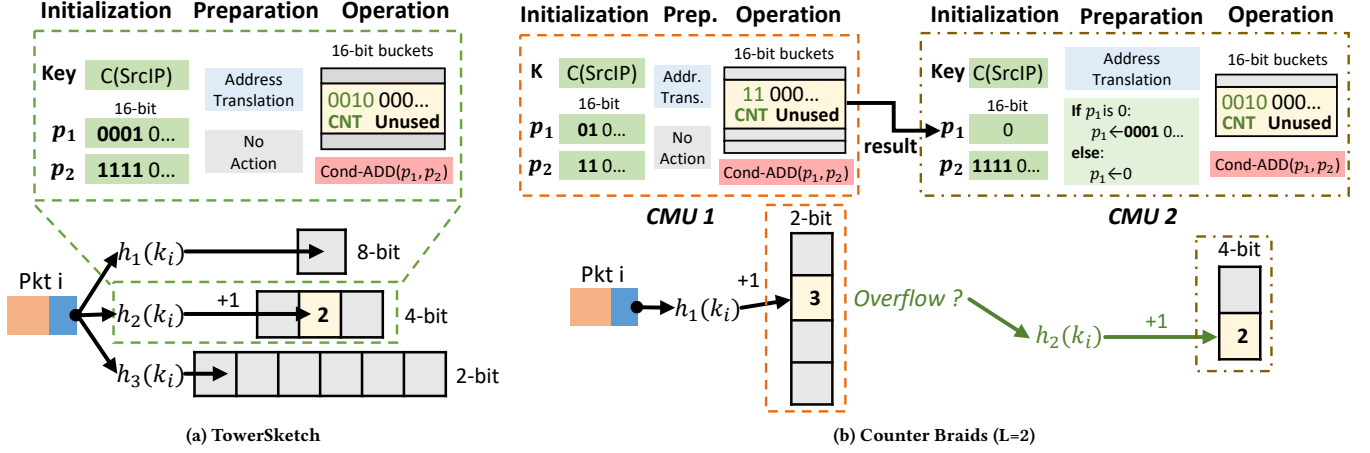 Initialization Preparation Operation
Key C(SrcIP)
Address
Translation
16-bit buckets
0010 000...
CNT Unused
16-bit
p₁ 0001 0...
p₂ 1111 0...
No
Action
Cond-ADD(p₁, p₂)
h₁(kᵢ) 8-bit
Pkt i
h₂(kᵢ) +1 2 4-bit
h₃(kᵢ) 2-bit
(a) TowerSketch
Initialization Prep. Operation
K C(SrcIP)
Addr.
Trans.
16-bit buckets
11 000...
CNT Unused
16-bit
p₁ 01 0...
p₂ 11 0...
No
Action
Cond-ADD(p₁, p₂)
result
CMU 1
Initialization Preparation Operation
Key C(SrcIP)
Address
Translation
16-bit buckets
0010 000...
CNT Unused
16-bit
p₁ 0
p₂ 1111 0...
If p₁ is 0:
p₁←0001 0...
else:
p₁←0
Cond-ADD(p₁, p₂)
CMU 2
2-bit
Pkt i
h₁(kᵢ) +1 3
Overflow ?
h₂(kᵢ) +1 2
4-bit
(b) Counter Braids (L=2)